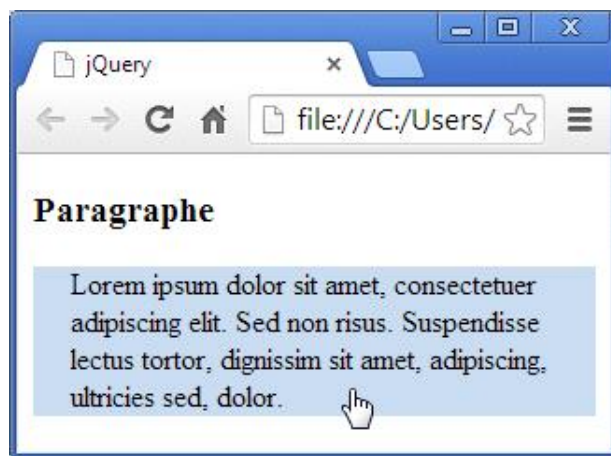 jQuery
file:///C:/Users/
Paragraphe
Lorem ipsum dolor sit amet, consectetuer
adipiscing elit. Sed non risus. Suspendisse
lectus tortor, dignissim sit amet, adipiscing,
ultricies sed, dolor.